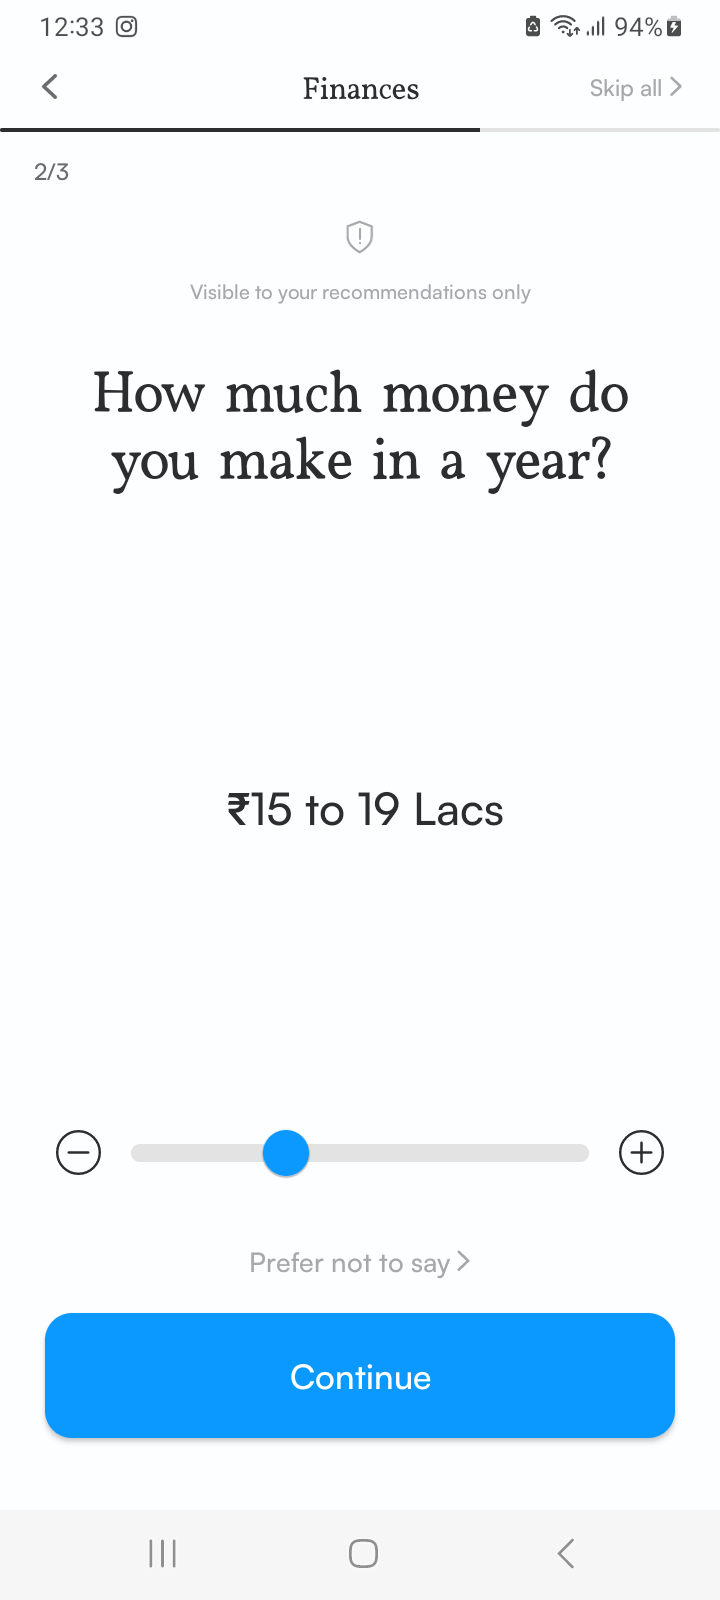 12:33
94%
Finances
Skip all
2/3
Visible to your recommendations only
How much money do
you make in a year?
₹15 to 19 Lacs
Prefer not to say
Continue